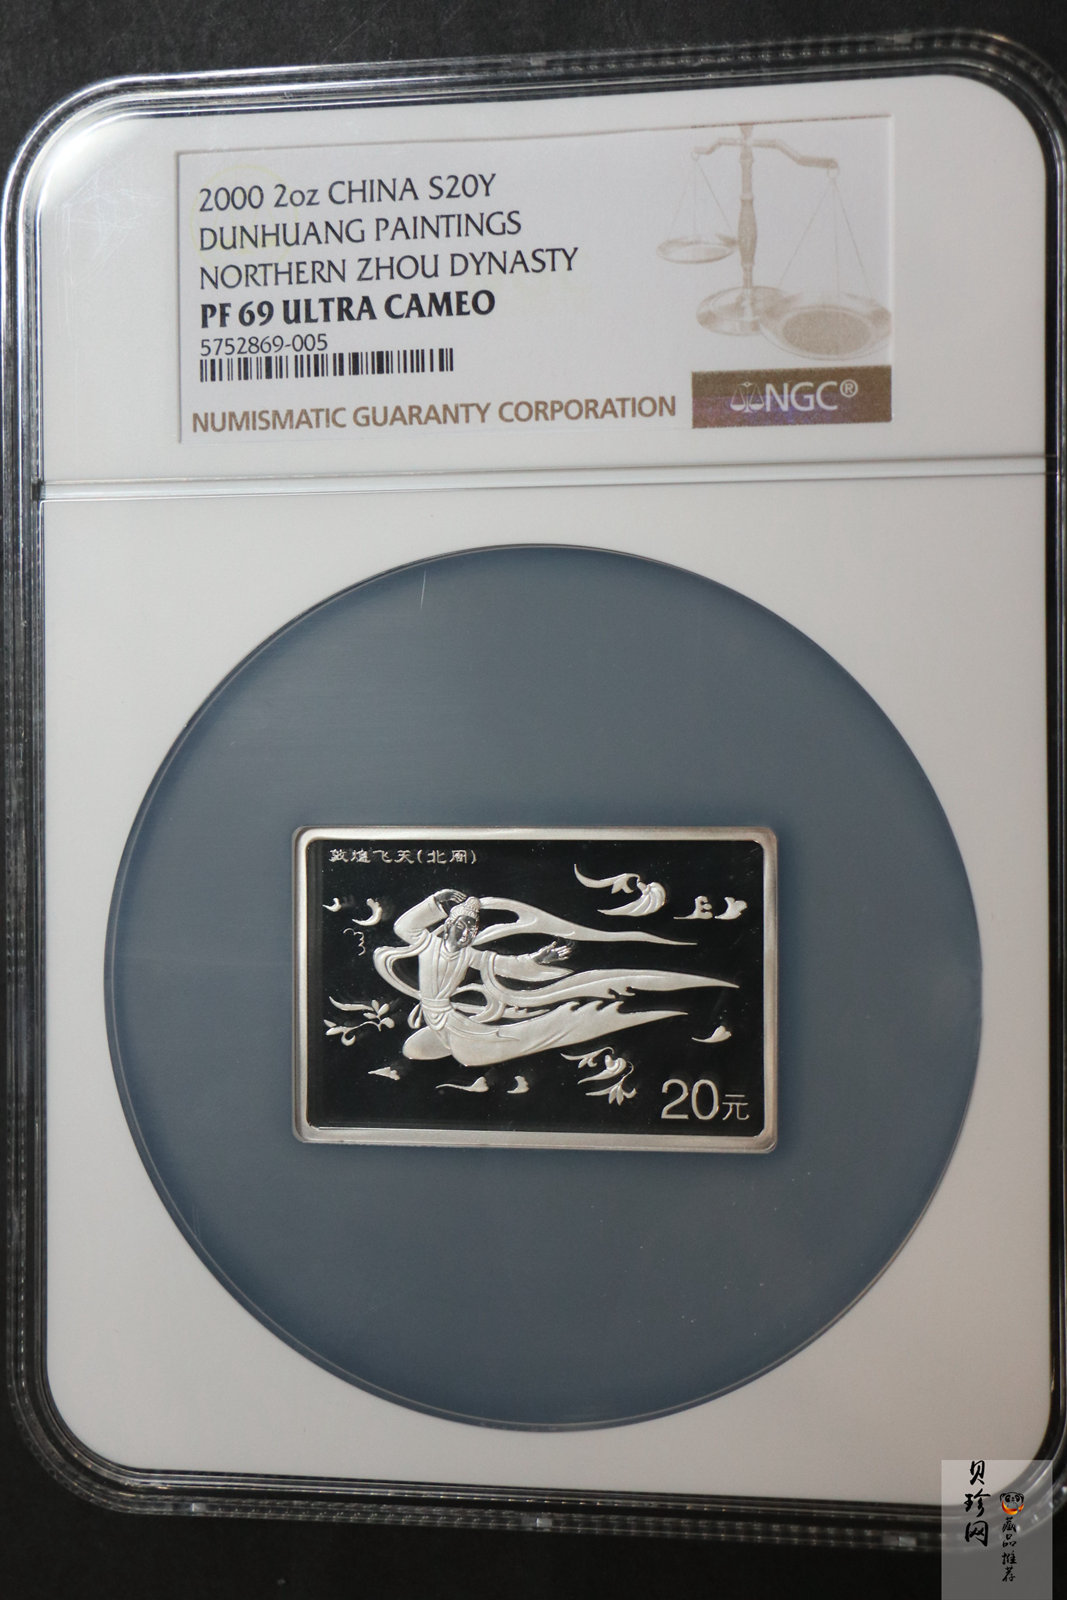 2000 2oz CHINA S20Y
DUNHUANG PAINTINGS
NORTHERN ZHOU DYNASTY
PF 69 ULTRA CAMEO
5752869-005
NUMISMATIC GUARANTY CORPORATION
NGC®
敦煌飞天(北周)
20元
贝珍网
藏品推荐